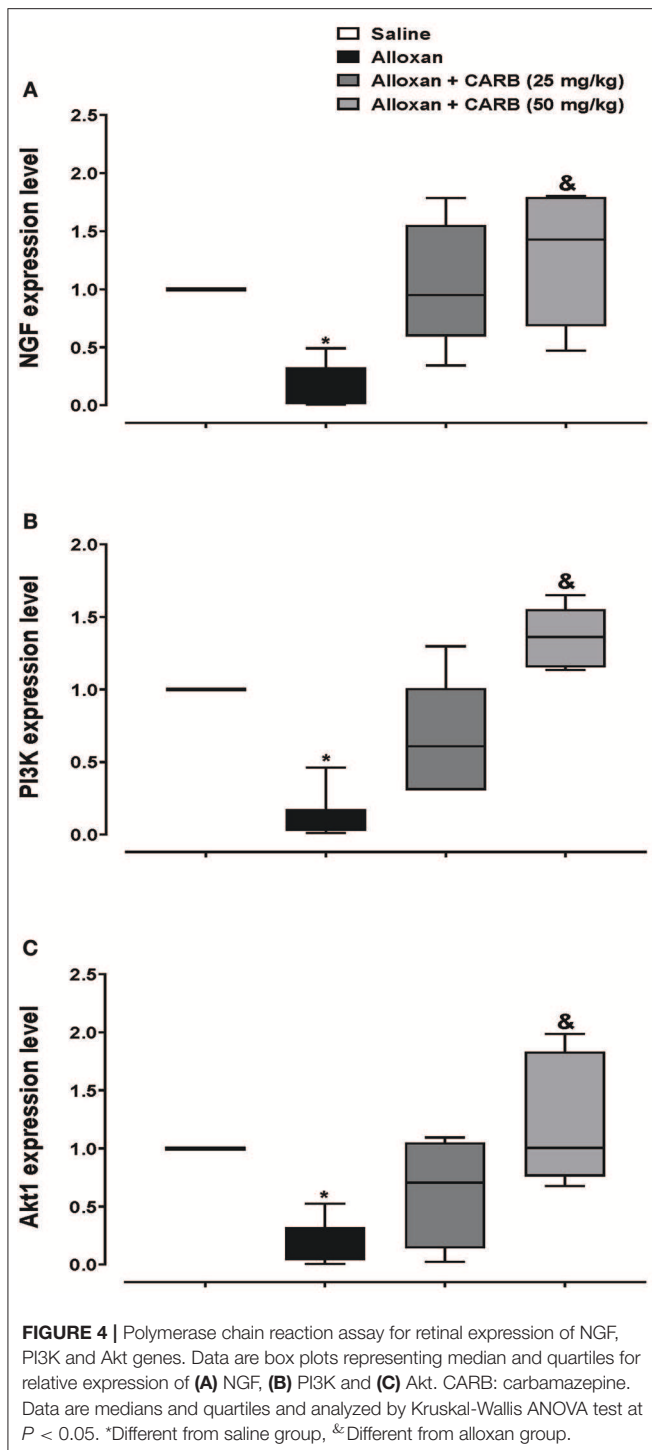 Saline
Alloxan
Alloxan + CARB (25 mg/kg)
Alloxan + CARB (50 mg/kg)
A
2.5
2.0
1.5
1.0
0.5
0.0
NGF expression level
*
&
B
2.0
1.5
1.0
0.5
0.0
PI3K expression level
*
&
C
2.5
2.0
1.5
1.0
0.5
0.0
Akt1 expression level
*
&
FIGURE 4 | Polymerase chain reaction assay for retinal expression of NGF,
PI3K and Akt genes. Data are box plots representing median and quartiles for
relative expression of (A) NGF, (B) PI3K and (C) Akt. CARB: carbamazepine.
Data are medians and quartiles and analyzed by Kruskal-Wallis ANOVA test at
P < 0.05. *Different from saline group, &Different from alloxan group.